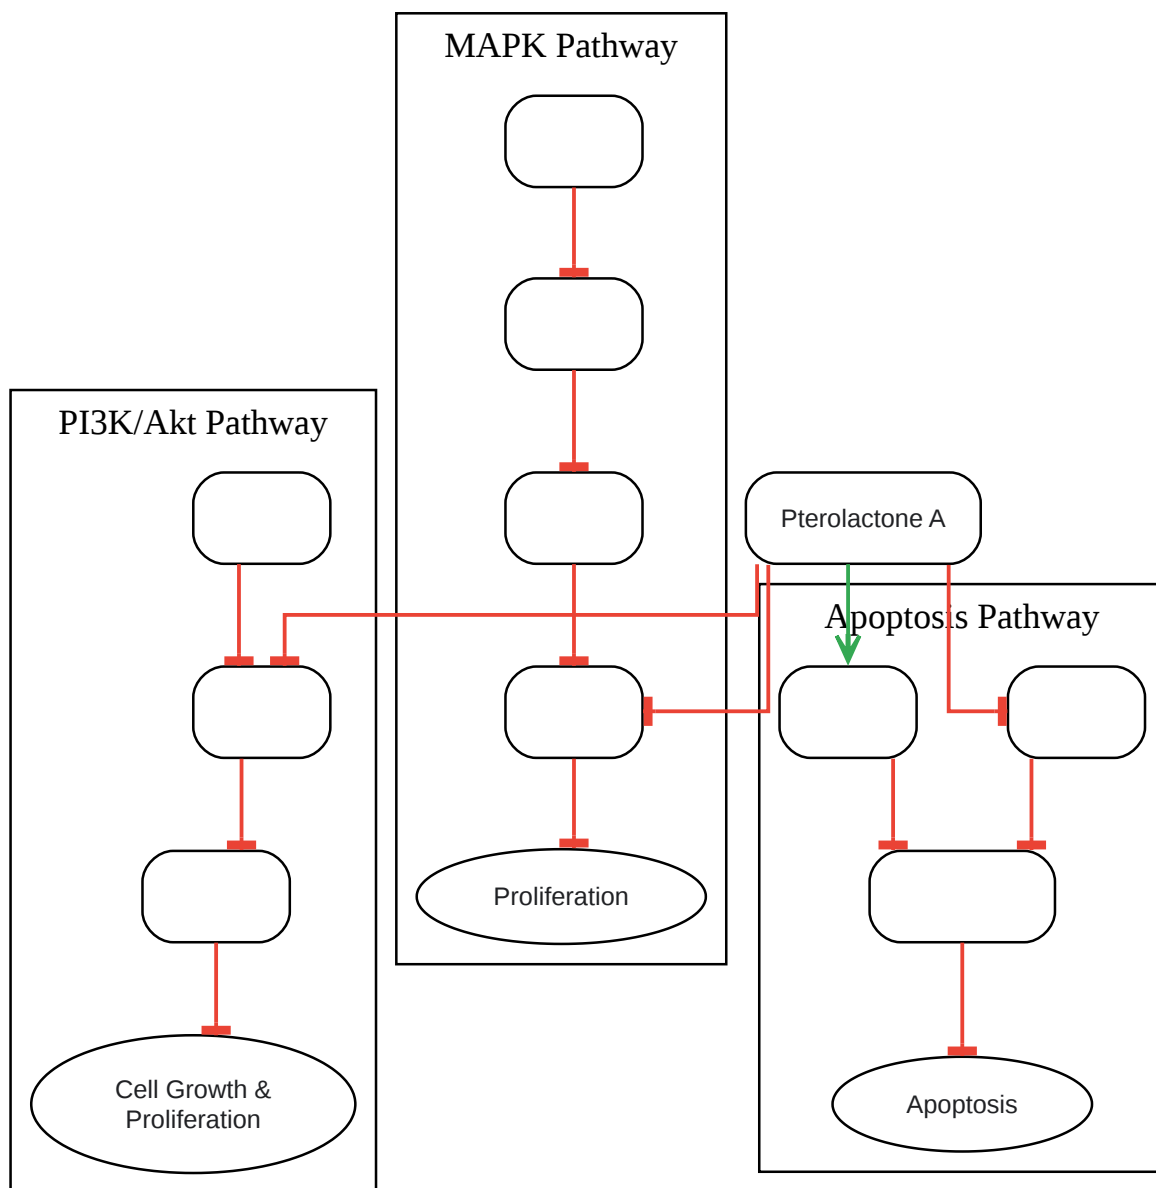 MAPK Pathway
PI3K/Akt Pathway
Pterolactone A
Apoptosis Pathway
Proliferation
Cell Growth &
Proliferation
Apoptosis